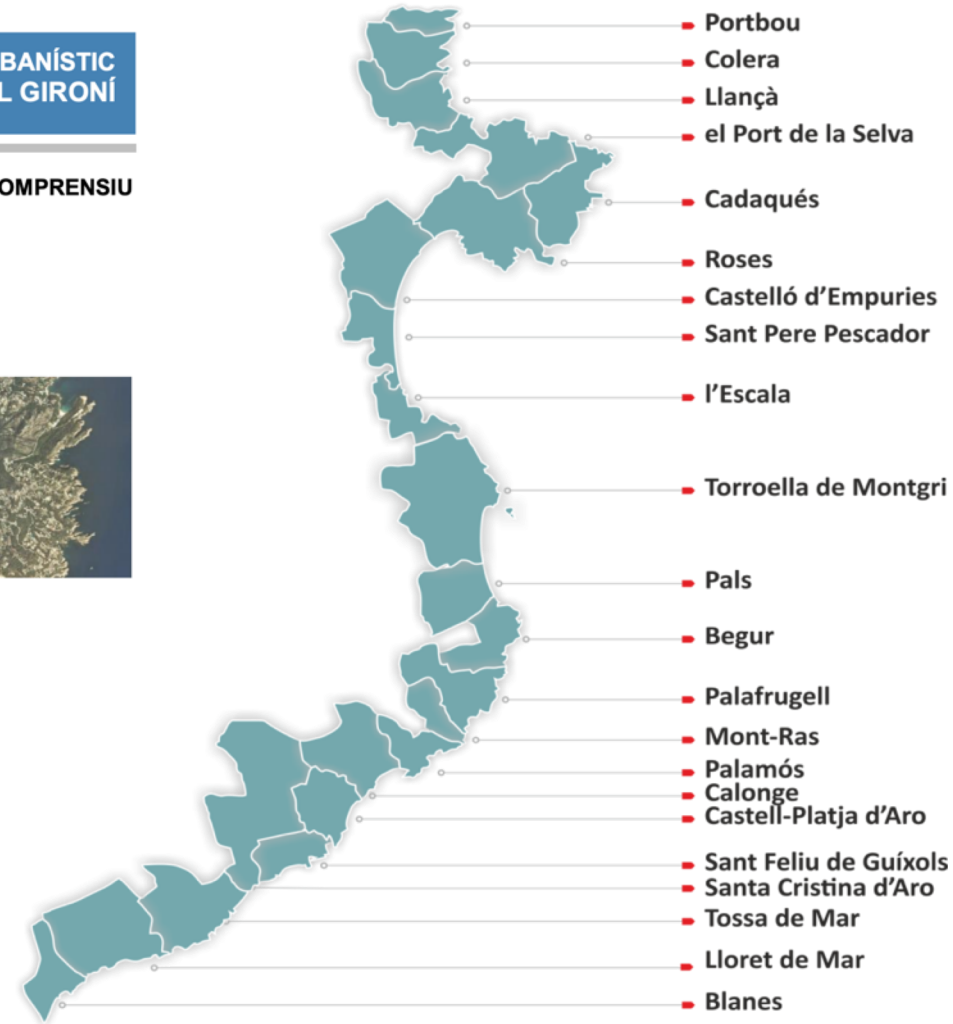 BANÍSTIC
L GIRONÍ
OMPRENSIU
Portbou
Colera
Llançà
el Port de la Selva
Cadaqués
Roses
Castelló d'Empuries
Sant Pere Pescador
l'Escala
Torroella de Montgri
Pals
Begur
Palafrugell
Mont-Ras
Palamós
Calonge
Castell-Platja d'Aro
Sant Feliu de Guíxols
Santa Cristina d'Aro
Tossa de Mar
Lloret de Mar
Blanes